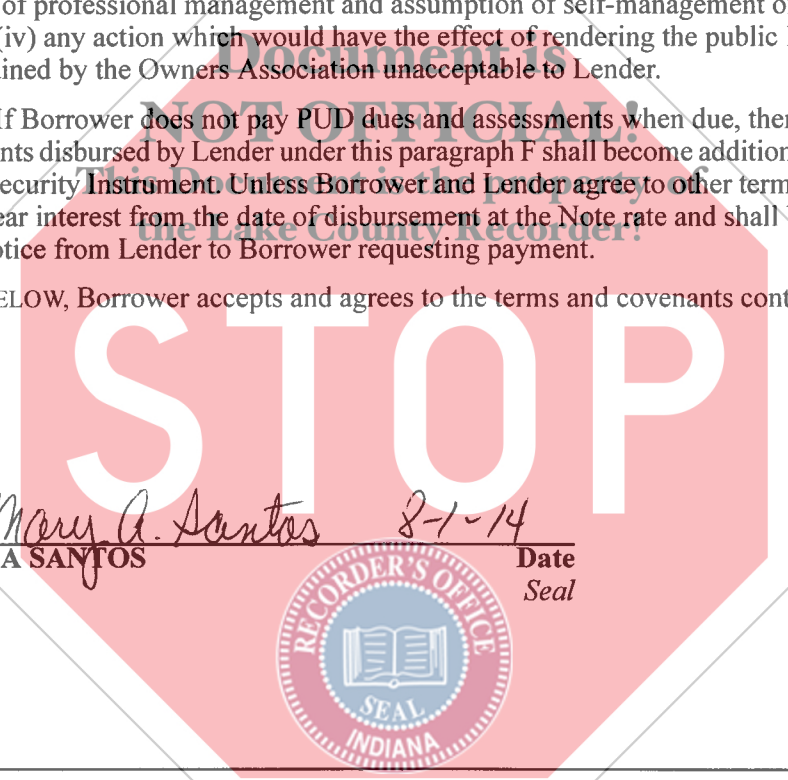 of professional management and assumption of self-management o
(iv) any action which would have the effect of rendering the public
Document is
ined by the Owners Association unacceptable to Lender.
NOT OFFICIAL!
If Borrower does not pay PUD dues and assessments when due, then
nts disbursed by Lender under this paragraph F shall become addition
This Document is the property of
ecurity Instrument. Unless Borrower and Lender agree to other term
ear interest from the date of disbursement at the Note rate and shall
the Lake County Recorder!
otice from Lender to Borrower requesting payment.
ELOW, Borrower accepts and agrees to the terms and covenants cont
STOP
Mary A. Santos 8-1-14
A SANTOS Date
Seal
RECORDER'S OFFICE
SEAL
INDIANA